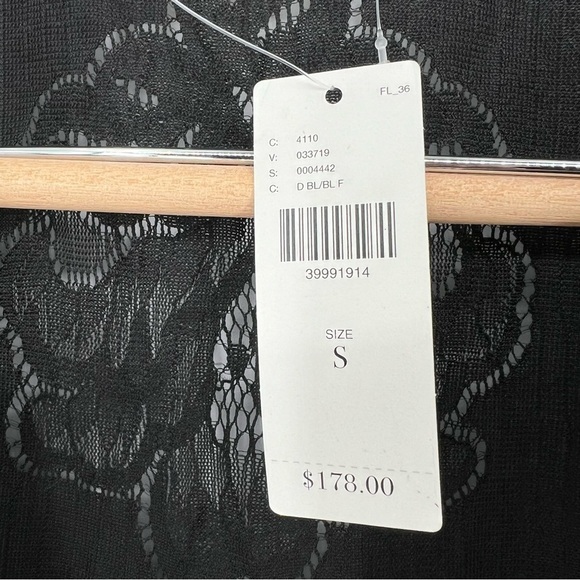 FL_36
C: 4110
V: 033719
S: 0004442
C: D BL/BL F
39991914
SIZE
S
$178.00